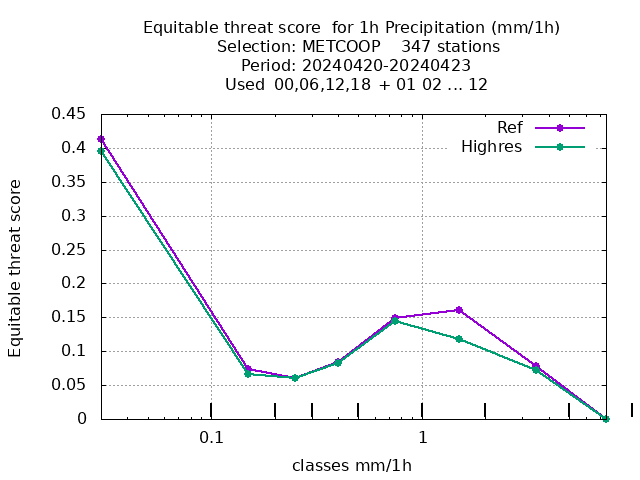 Equitable threat score  for 1h Precipitation (mm/1h)
Selection: METCOOP    347 stations
Period: 20240420-20240423
Used  00,06,12,18 + 01 02 ... 12
Ref
Highres
Equitable threat score
0.45
0.4
0.35
0.3
0.25
0.2
0.15
0.1
0.05
0
0.1
1
classes mm/1h